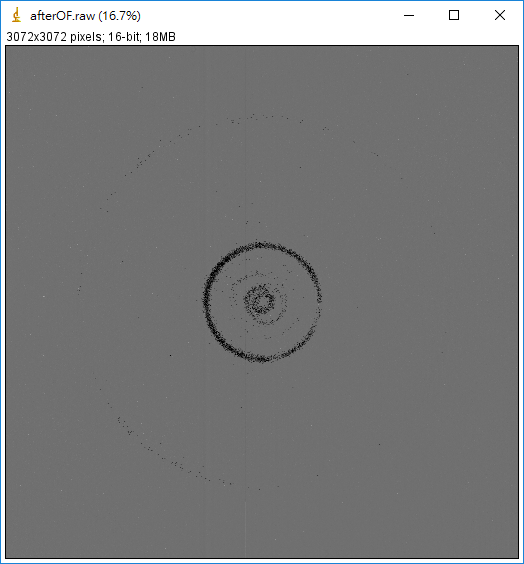 afterOF.raw (16.7%)
3072x3072 pixels; 16-bit; 18MB